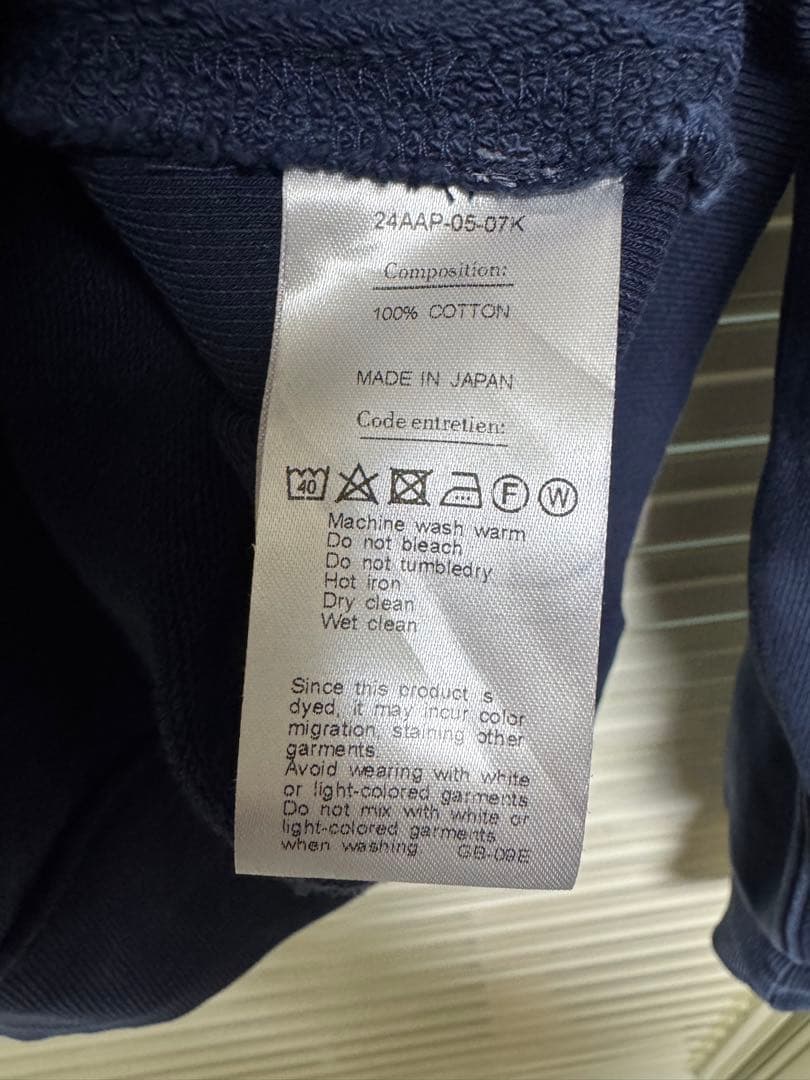 24AAP-05-07K
Composition:
100% COTTON
MADE IN JAPAN
Code entretien:
40 F W
Machine wash warm
Do not bleach
Do not tumbledry
Hot iron
Dry clean
Wet clean
Since this product s
dyed, it may incur color
migration, staining other
garments.
Avoid wearing with white
or light-colored garments
Do not mix with white or
light-colored garments
when washing. GB-09E